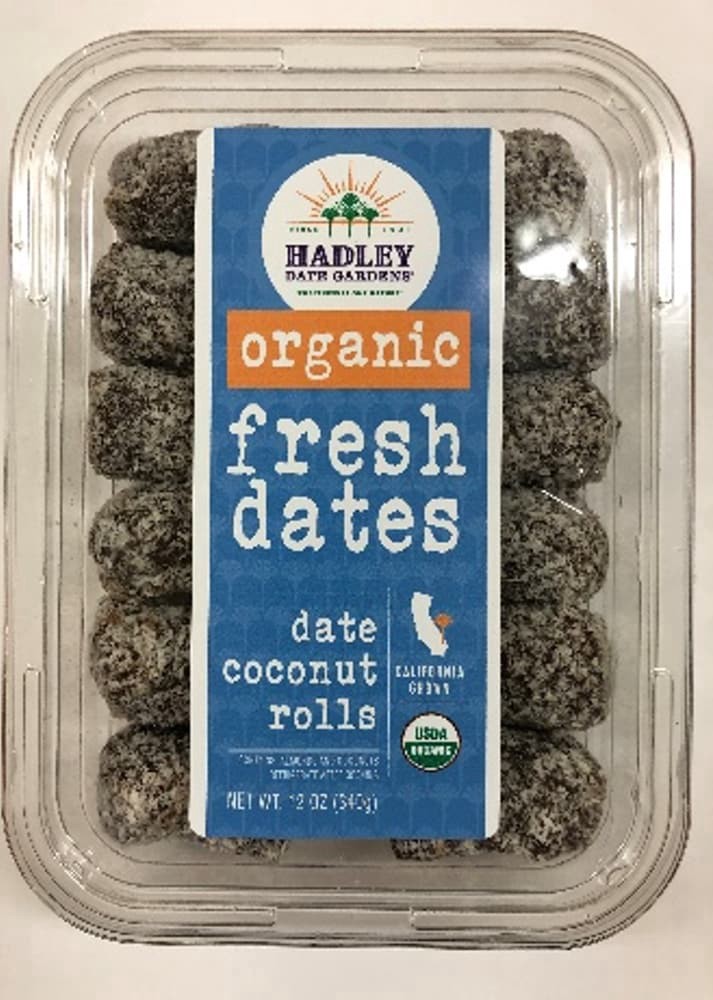 HADLEY
DATE GARDENS
organic
fresh
dates
date
coconut
rolls
CALIFORNIA
GROWN
USDA
ORGANIC
NET WT. 12 OZ (340g)